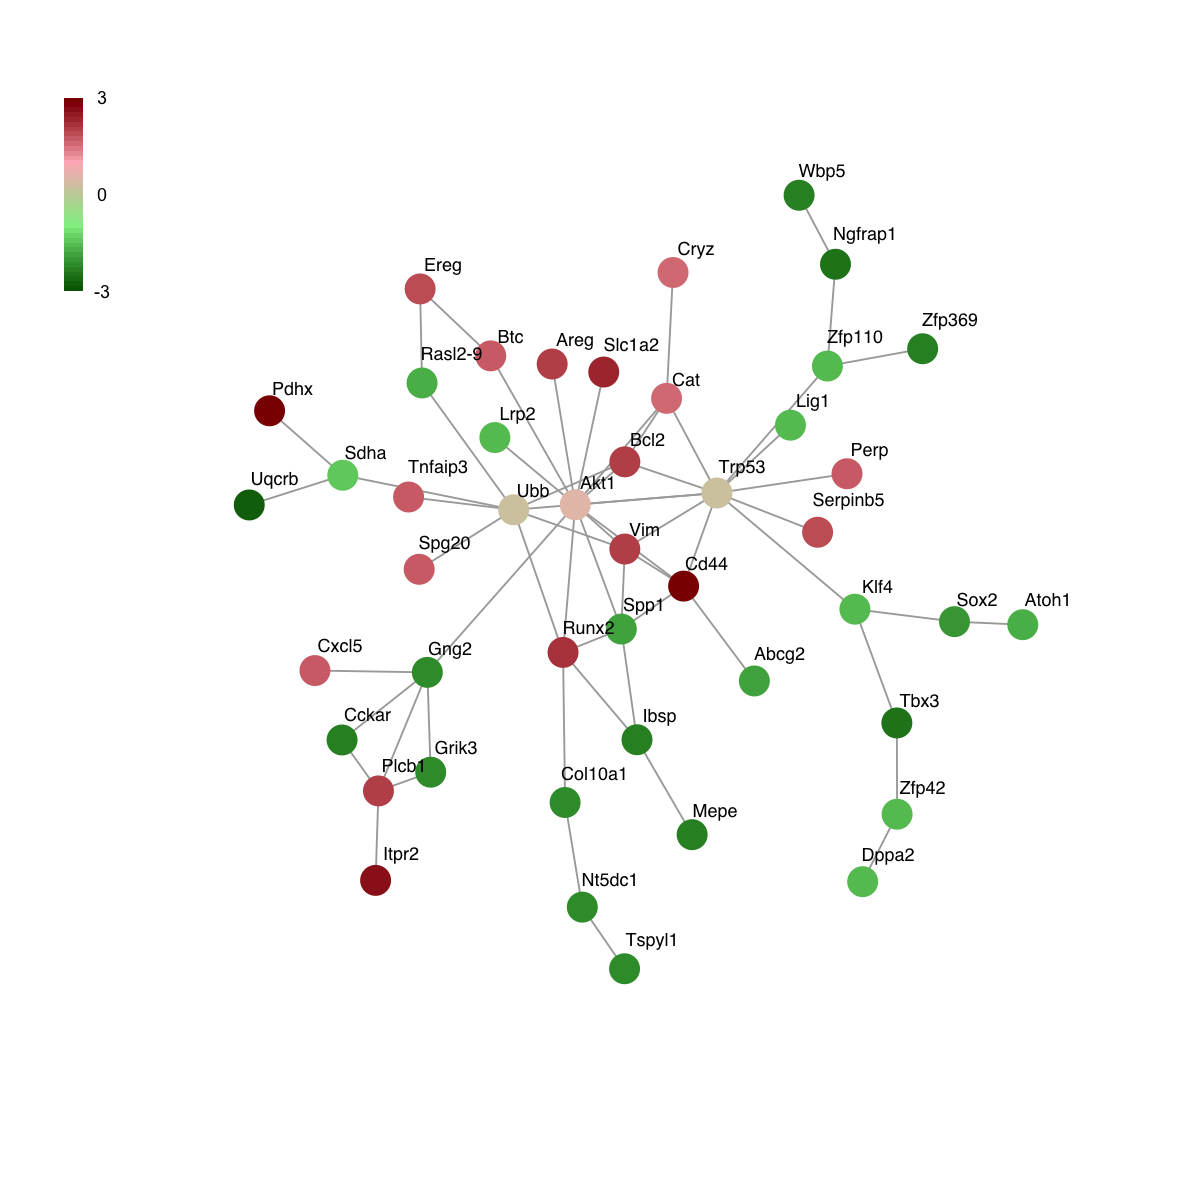 3
0
-3
Wbp5
Ngfrap1
Cryz
Ereg
Zfp369
Btc
Areg
Slc1a2
Zfp110
Rasl2-9
Cat
Pdhx
Lig1
Lrp2
Bcl2
Sdha
Tnfaip3
Trp53
Perp
Uqcrb
Ubb
Akt1
Serpinb5
Spg20
Vim
Cd44
Klf4
Sox2
Atoh1
Spp1
Runx2
Cxcl5
Gng2
Abcg2
Tbx3
Cckar
Ibsp
Grik3
Plcb1
Col10a1
Zfp42
Mepe
Itpr2
Dppa2
Nt5dc1
Tspyl1